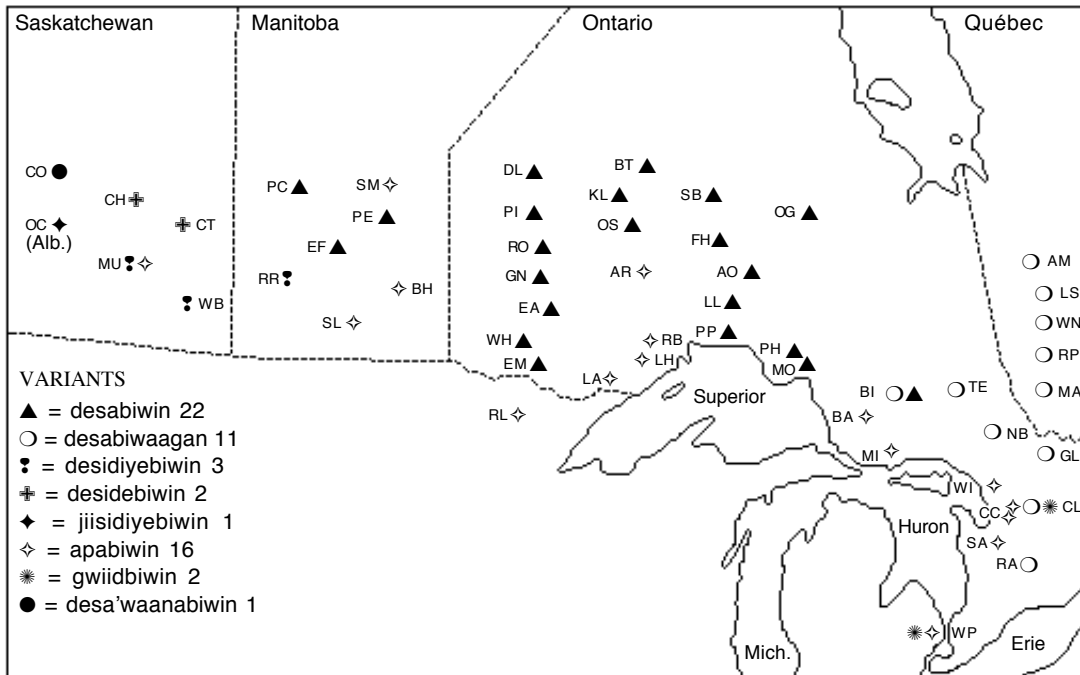 Saskatchewan Manitoba Ontario Québec
CO
CH
CT
OC
(Alb.)
MU
WB
PC
SM
PE
EF
RR
BH
SL
DL
BT
KL
SB
PI
OS
OG
RO
FH
GN
AR
AO
EA
LL
WH
RB
PP
EM
LH
PH
MO
LA
RL
Superior
BI
TE
BA
MI
AM
LS
WN
RP
MA
NB
GL
WI
CC
CL
Huron
SA
RA
WP
Mich.
Erie
VARIANTS
▲ = desabiwin 22
❍ = desabiwaagan 11
❣ = desidiyebiwin 3
✙ = desidebiwin 2
✦ = jiisidiyebiwin 1
✧ = apabiwin 16
✺ = gwiidbiwin 2
● = desa'waanabiwin 1